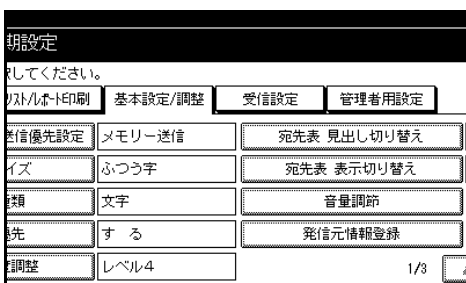 期設定
択してください。
リスト/レポート印刷 基本設定/調整 受信設定 管理者用設定
送信優先設定 メモリー送信 宛先表 見出し切り替え
イズ ふつう字 宛先表 表示切り替え
種類 文字 音量調節
優先 する 発信元情報登録
度調整 レベル4 1/3